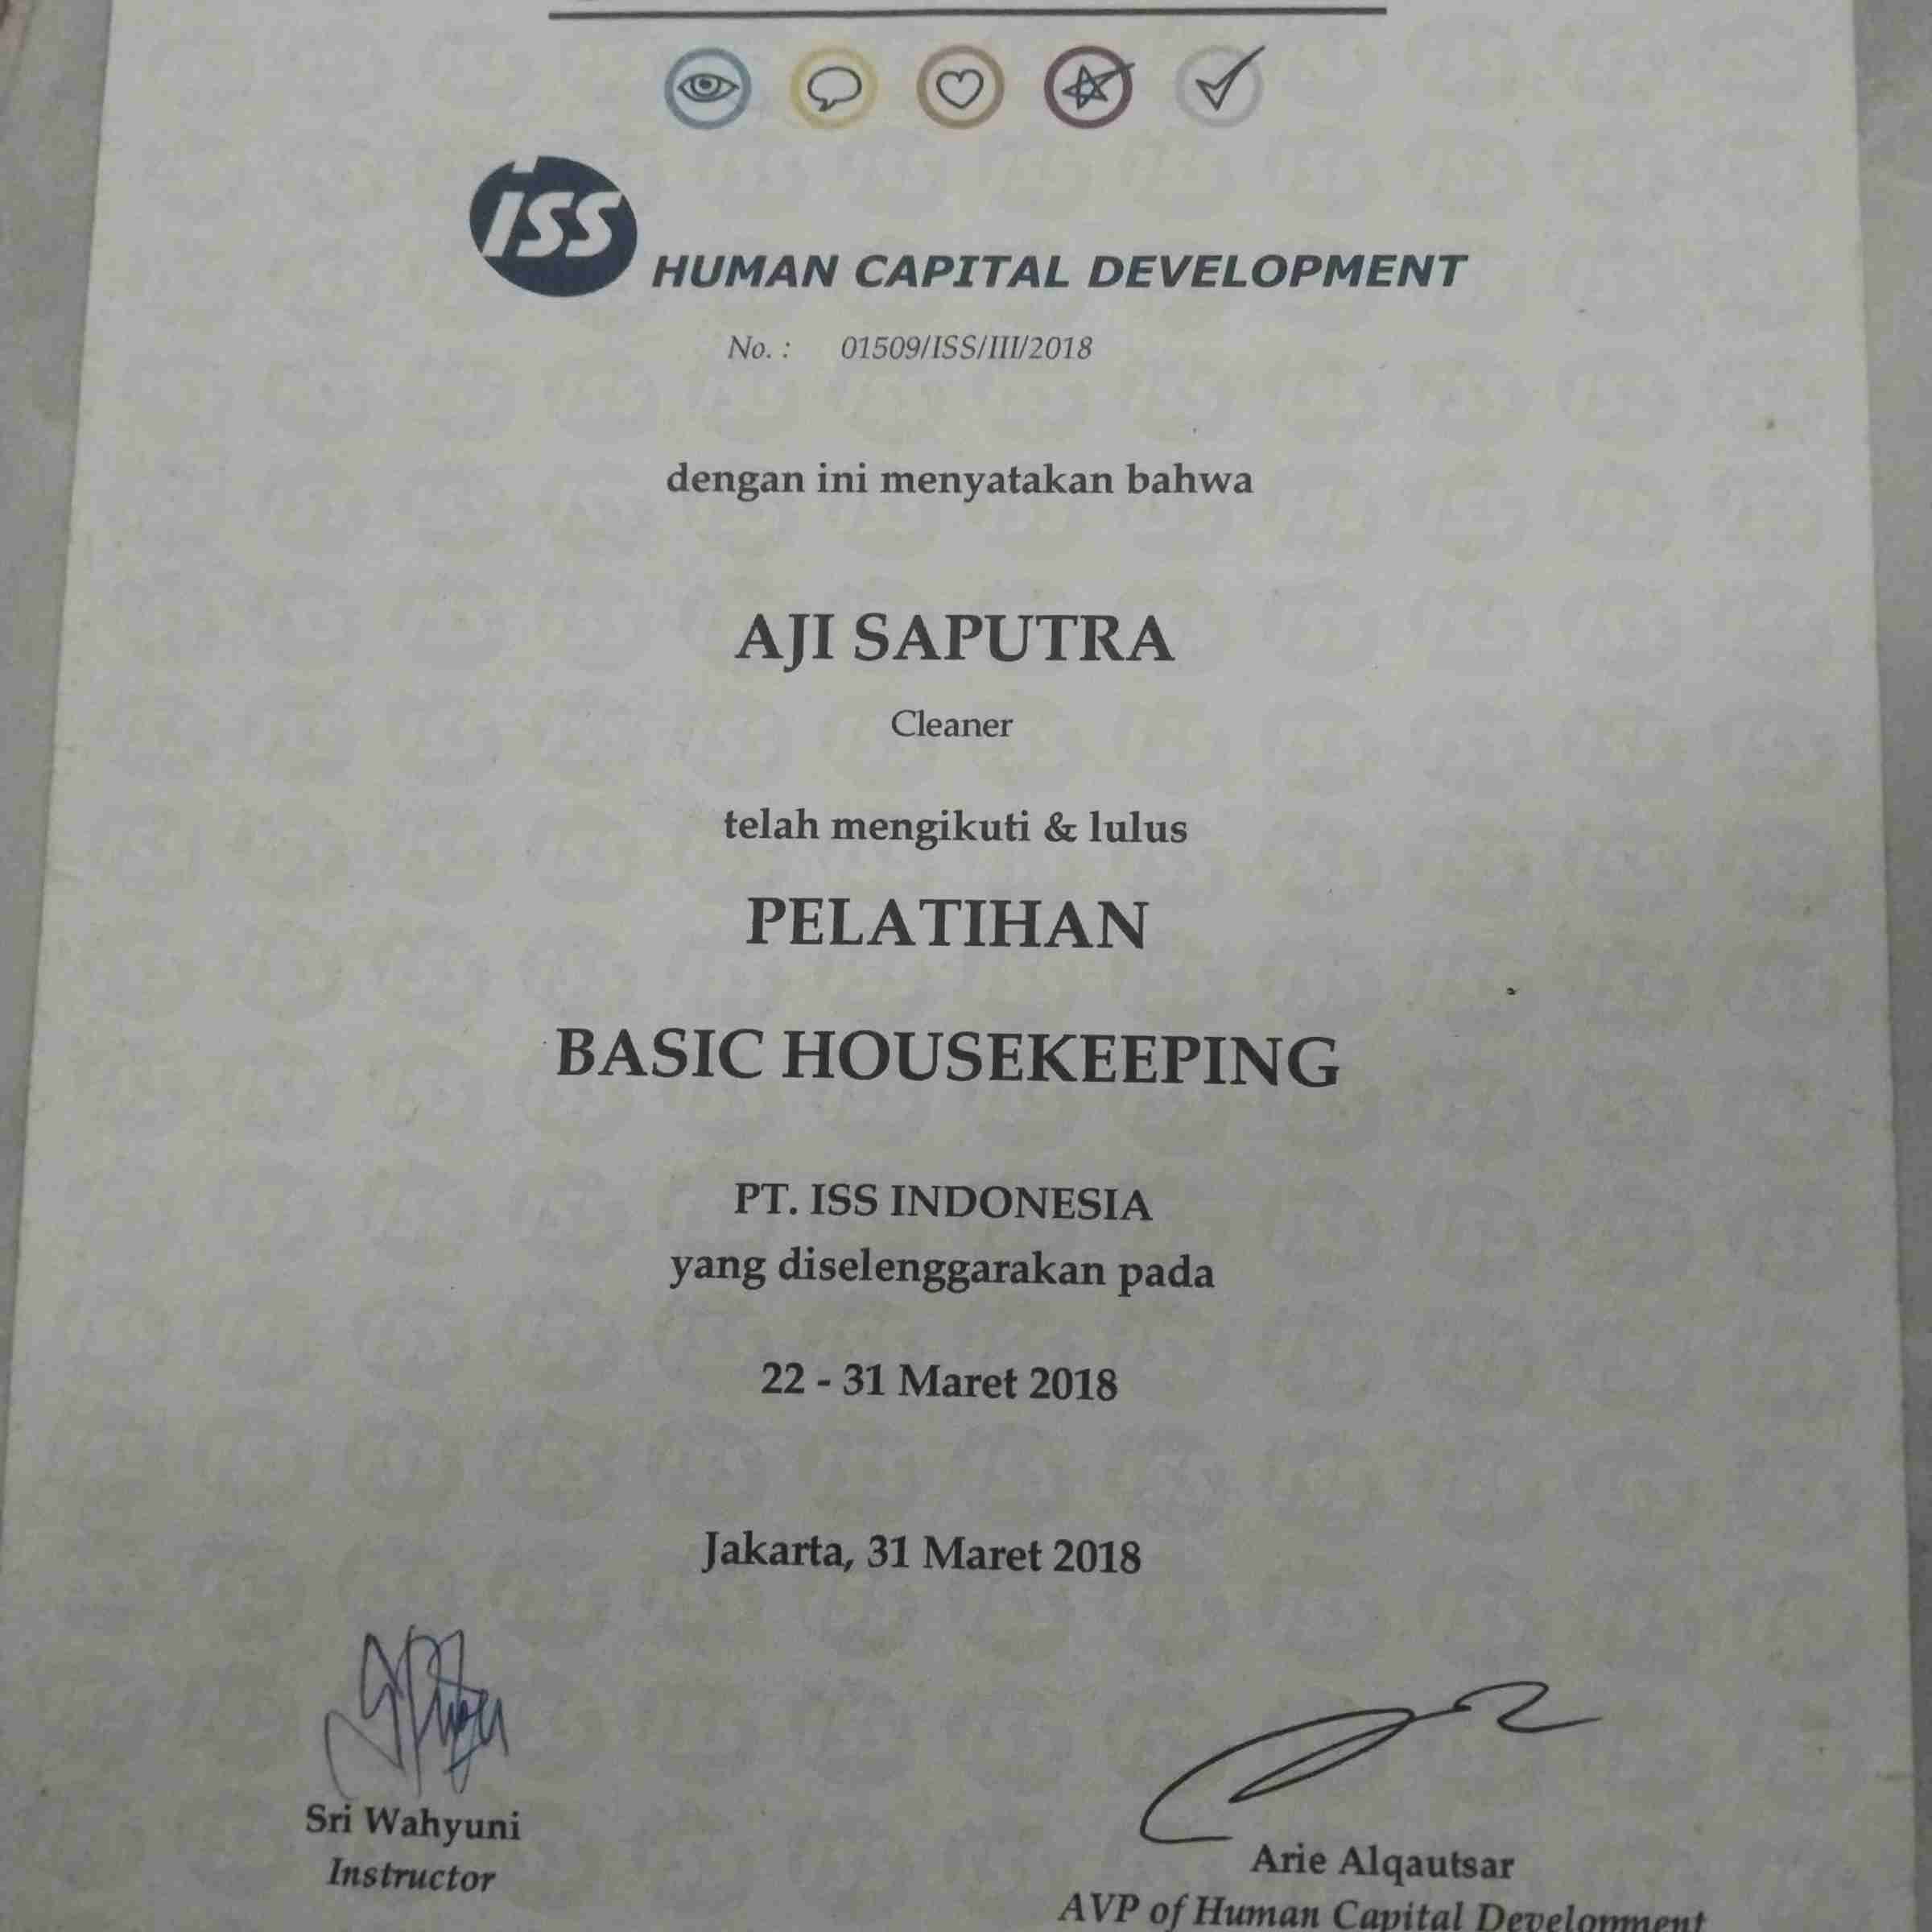 ISS
HUMAN CAPITAL DEVELOPMENT
No. : 01509/ISS/III/2018
dengan ini menyatakan bahwa
AJI SAPUTRA
Cleaner
telah mengikuti & lulus
PELATIHAN
BASIC HOUSEKEEPING
PT. ISS INDONESIA
yang diselenggarakan pada
22 - 31 Maret 2018
Jakarta, 31 Maret 2018
Sri Wahyuni
Instructor
Arie Alqautsar
AVP of Human Capital Development